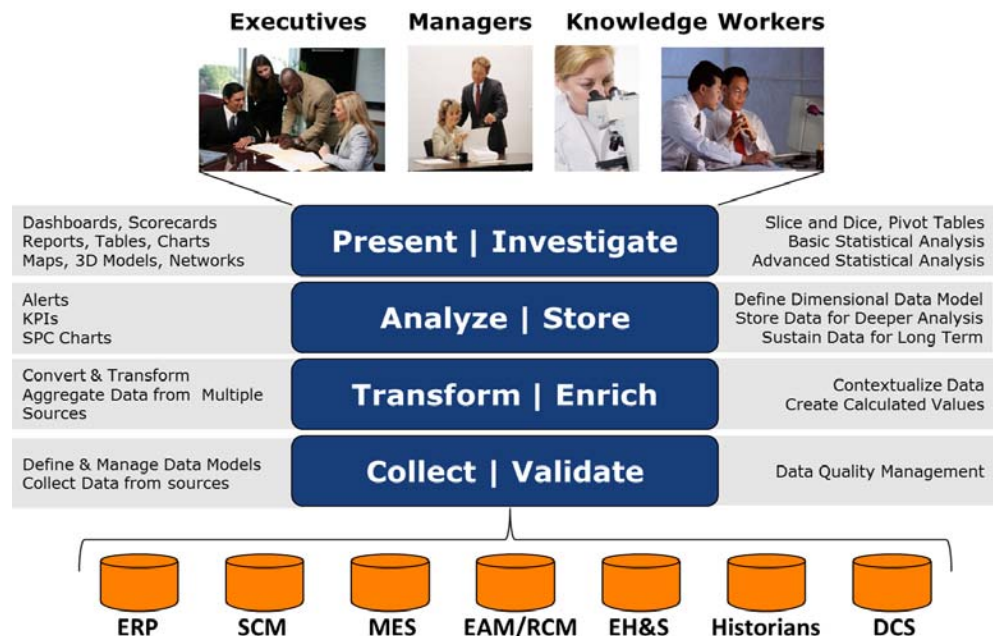 Executives Managers Knowledge Workers
Dashboards, Scorecards
Reports, Tables, Charts
Maps, 3D Models, Networks
Present | Investigate
Slice and Dice, Pivot Tables
Basic Statistical Analysis
Advanced Statistical Analysis
Alerts
KPIs
SPC Charts
Analyze | Store
Define Dimensional Data Model
Store Data for Deeper Analysis
Sustain Data for Long Term
Convert & Transform
Aggregate Data from Multiple
Sources
Transform | Enrich
Contextualize Data
Create Calculated Values
Define & Manage Data Models
Collect Data from sources
Collect | Validate
Data Quality Management
ERP SCM MES EAM/RCM EH&S Historians DCS